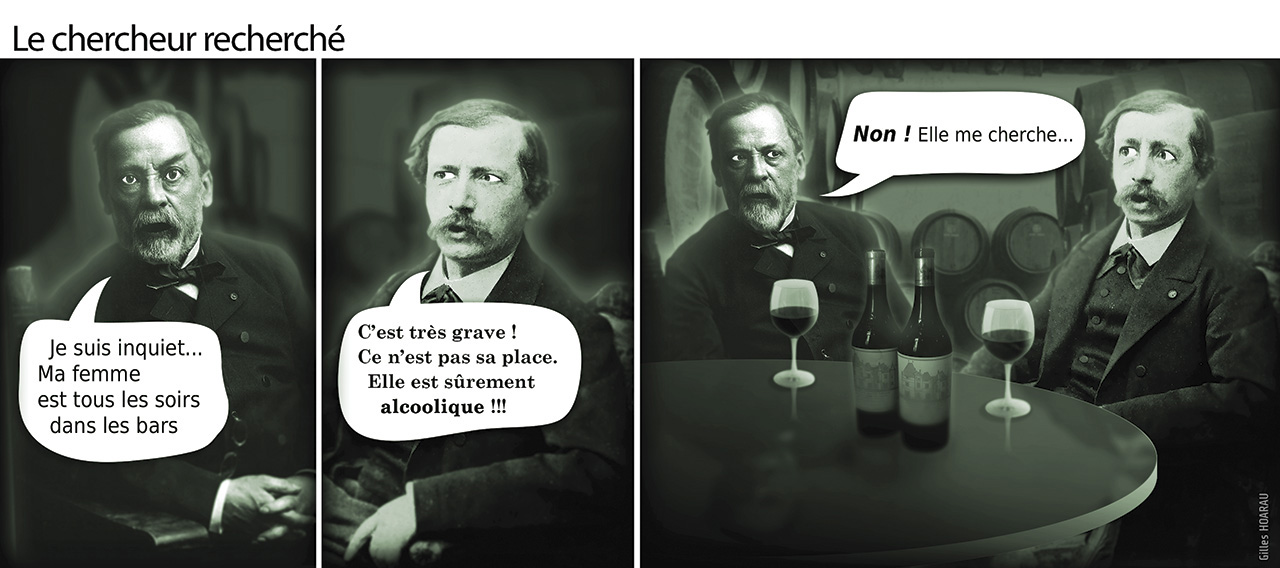 Le chercheur recherché
Je suis inquiet...
Ma femme
est tous les soirs
dans les bars
C'est très grave !
Ce n'est pas sa place.
Elle est sûrement
alcoolique !!!
Non ! Elle me cherche...
Gilles HOARAU